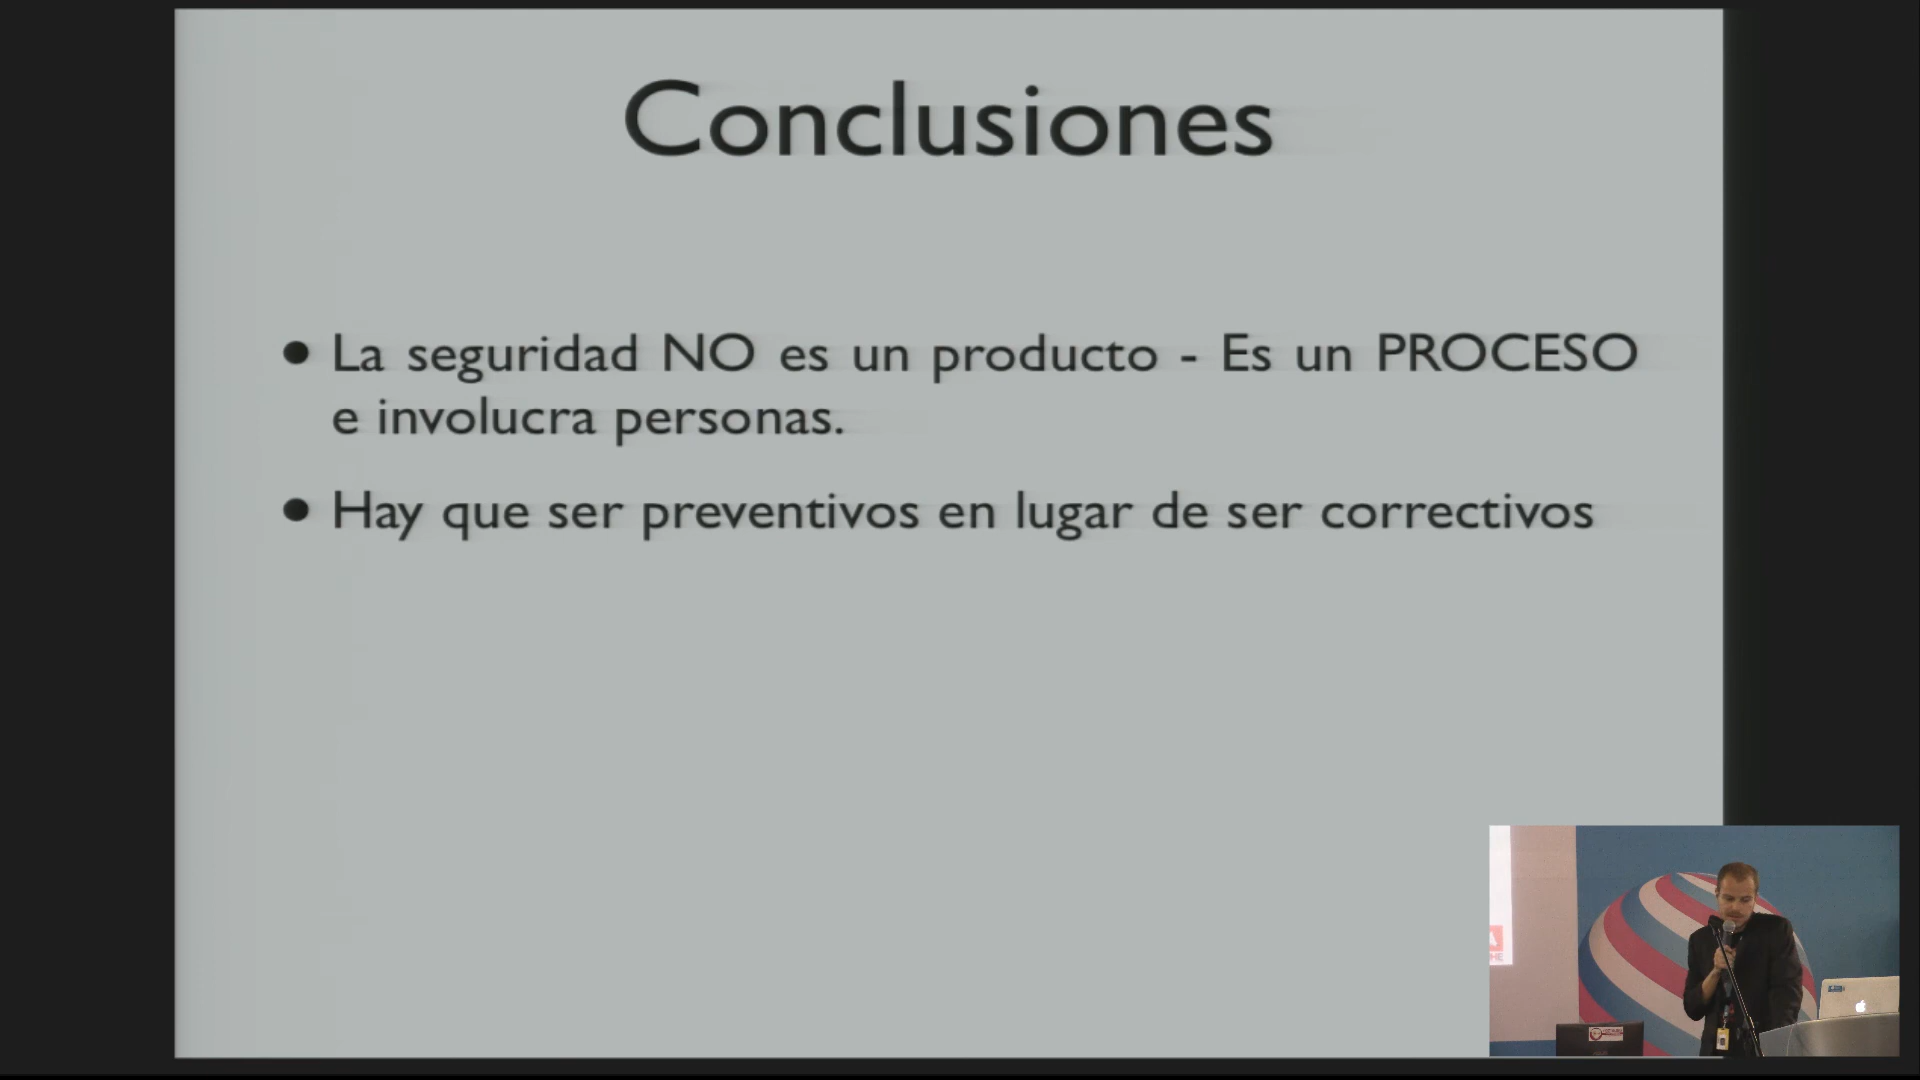 Conclusiones
● La seguridad NO es un producto - Es un PROCESO
e involucra personas.
● Hay que ser preventivos en lugar de ser correctivos